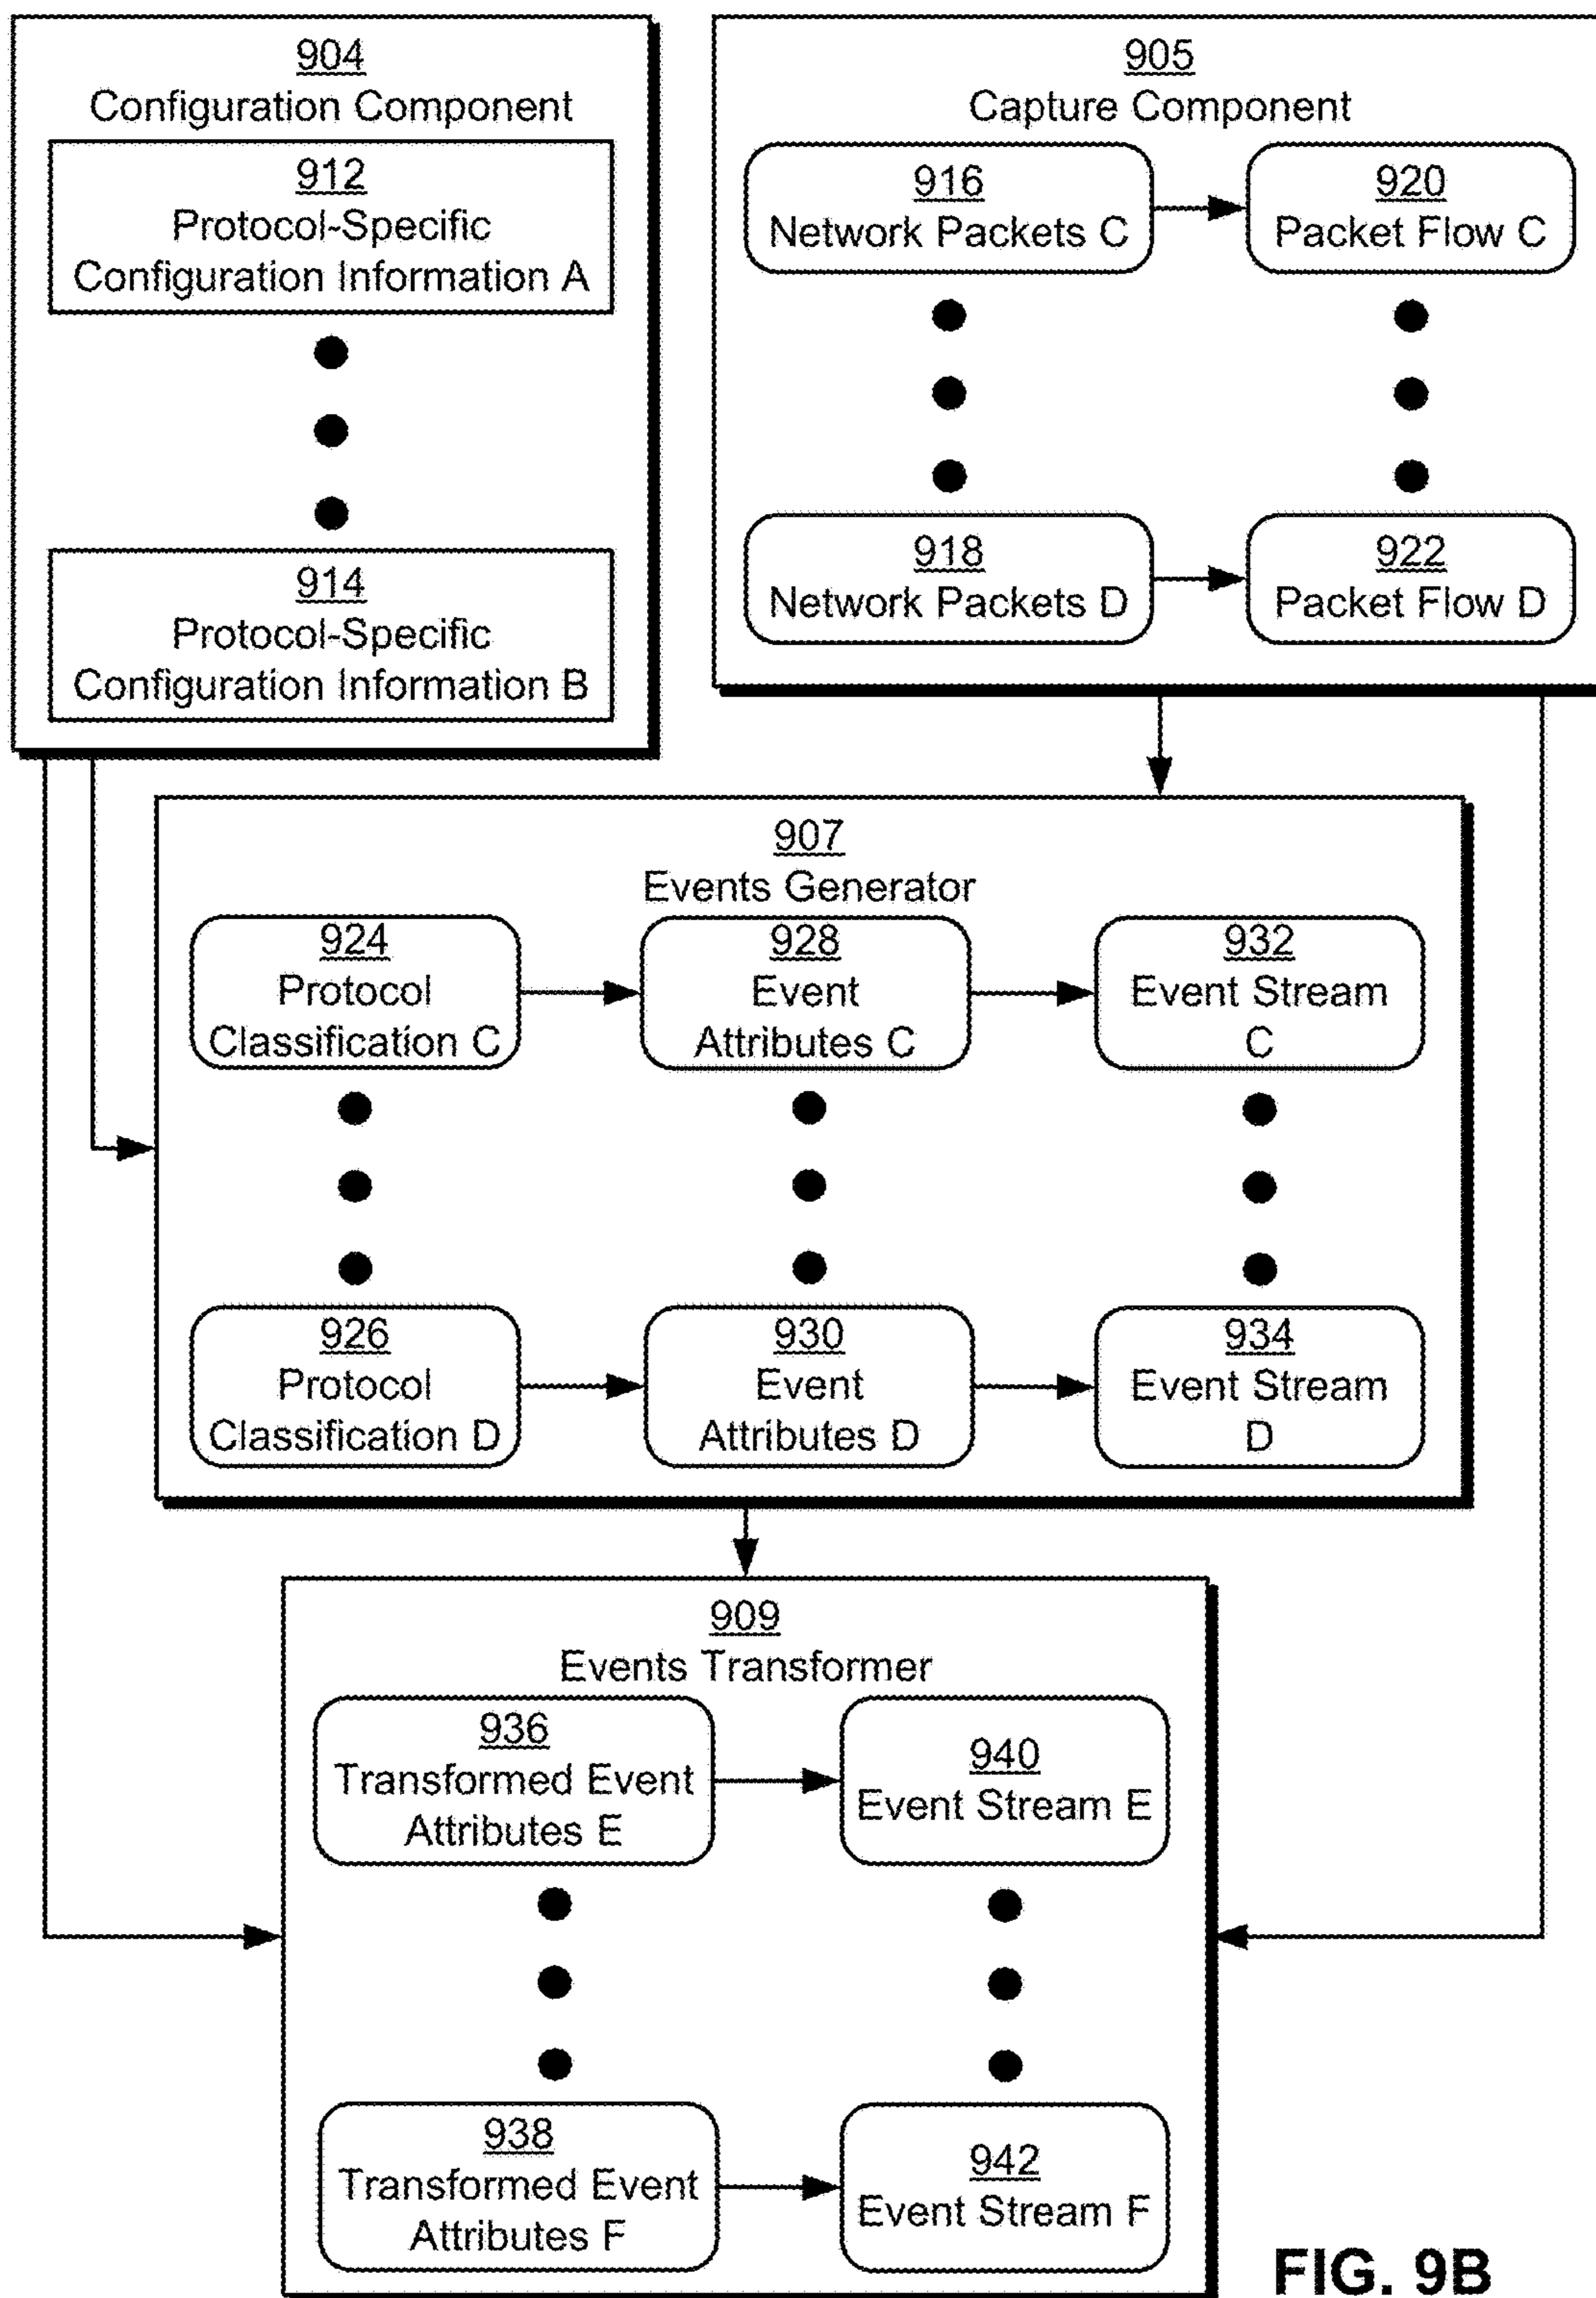 904
Configuration Component
912
Protocol-Specific
Configuration Information A
914
Protocol-Specific
Configuration Information B
905
Capture Component
916
Network Packets C
920
Packet Flow C
918
Network Packets D
922
Packet Flow D
907
Events Generator
924
Protocol
Classification C
928
Event
Attributes C
932
Event Stream
C
926
Protocol
Classification D
930
Event
Attributes D
934
Event Stream
D
909
Events Transformer
936
Transformed Event
Attributes E
940
Event Stream E
938
Transformed Event
Attributes F
942
Event Stream F
FIG. 9B